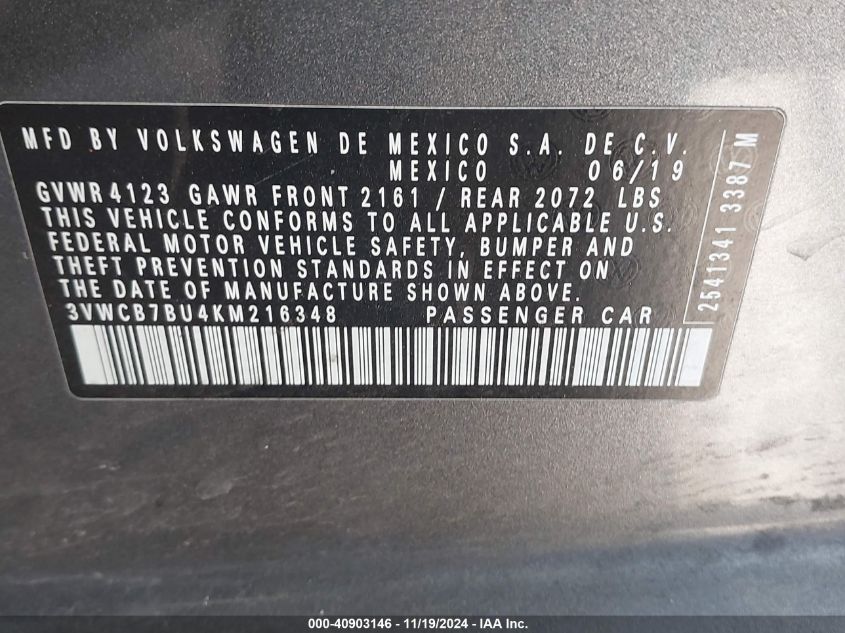 MFD BY VOLKSWAGEN DE MEXICO S.A. DE C.V.
MEXICO 06/19
GVWR 4123 GAWR FRONT 2161 / REAR 2072 LBS
THIS VEHICLE CONFORMS TO ALL APPLICABLE U.S.
FEDERAL MOTOR VEHICLE SAFETY, BUMPER AND
THEFT PREVENTION STANDARDS IN EFFECT ON
THE DATE OF MANUFACTURE SHOWN ABOVE.
3VWCB7BU4KM216348 PASSENGER CAR
2541341 3387 M
000-40903146 - 11/19/2024 - IAA Inc.